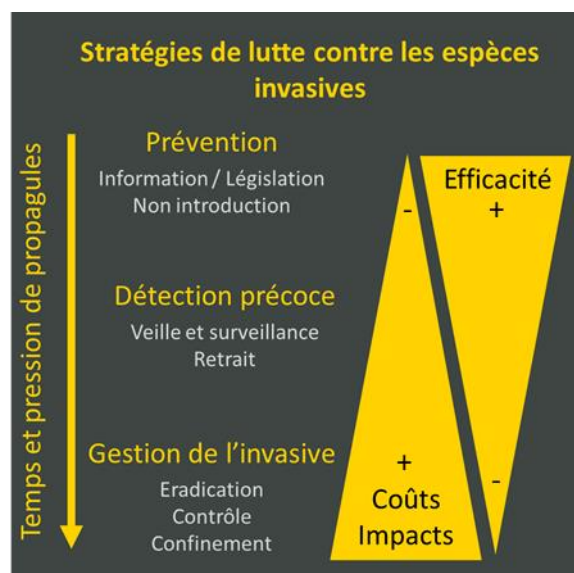 Stratégies de lutte contre les espèces
invasives
Temps et pression de propagules
Prévention
Information / Législation
Non introduction
Détection précoce
Veille et surveillance
Retrait
Gestion de l'invasive
Eradication
Contrôle
Confinement
-
+
Coûts
Impacts
Efficacité
+
-